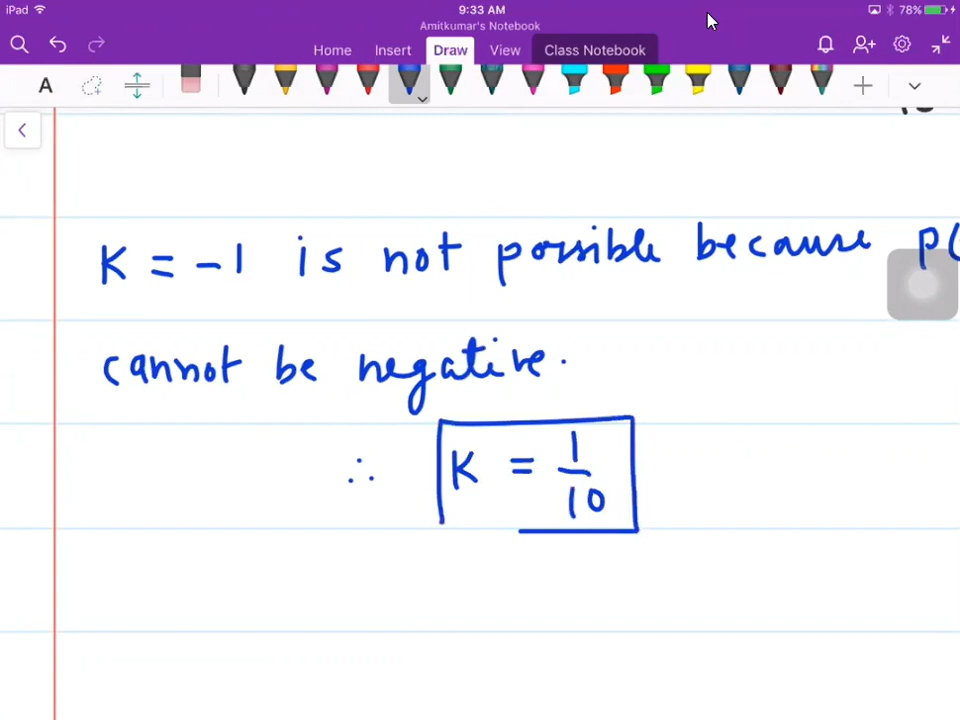 iPad 9:33 AM 78%
Amitkumar's Notebook
Home Insert Draw View Class Notebook
A
K = -1 is not possible because P(
cannot be negative.
∴ K = 1/10